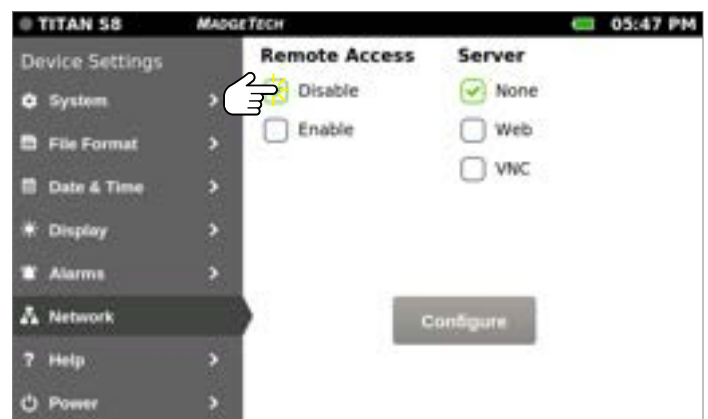 TITAN S8 MADGETECH 05:47 PM
Device Settings
System
File Format
Date & Time
Display
Alarms
Network
Help
Power
Remote Access
Disable
Enable
Server
None
Web
VNC
Configure